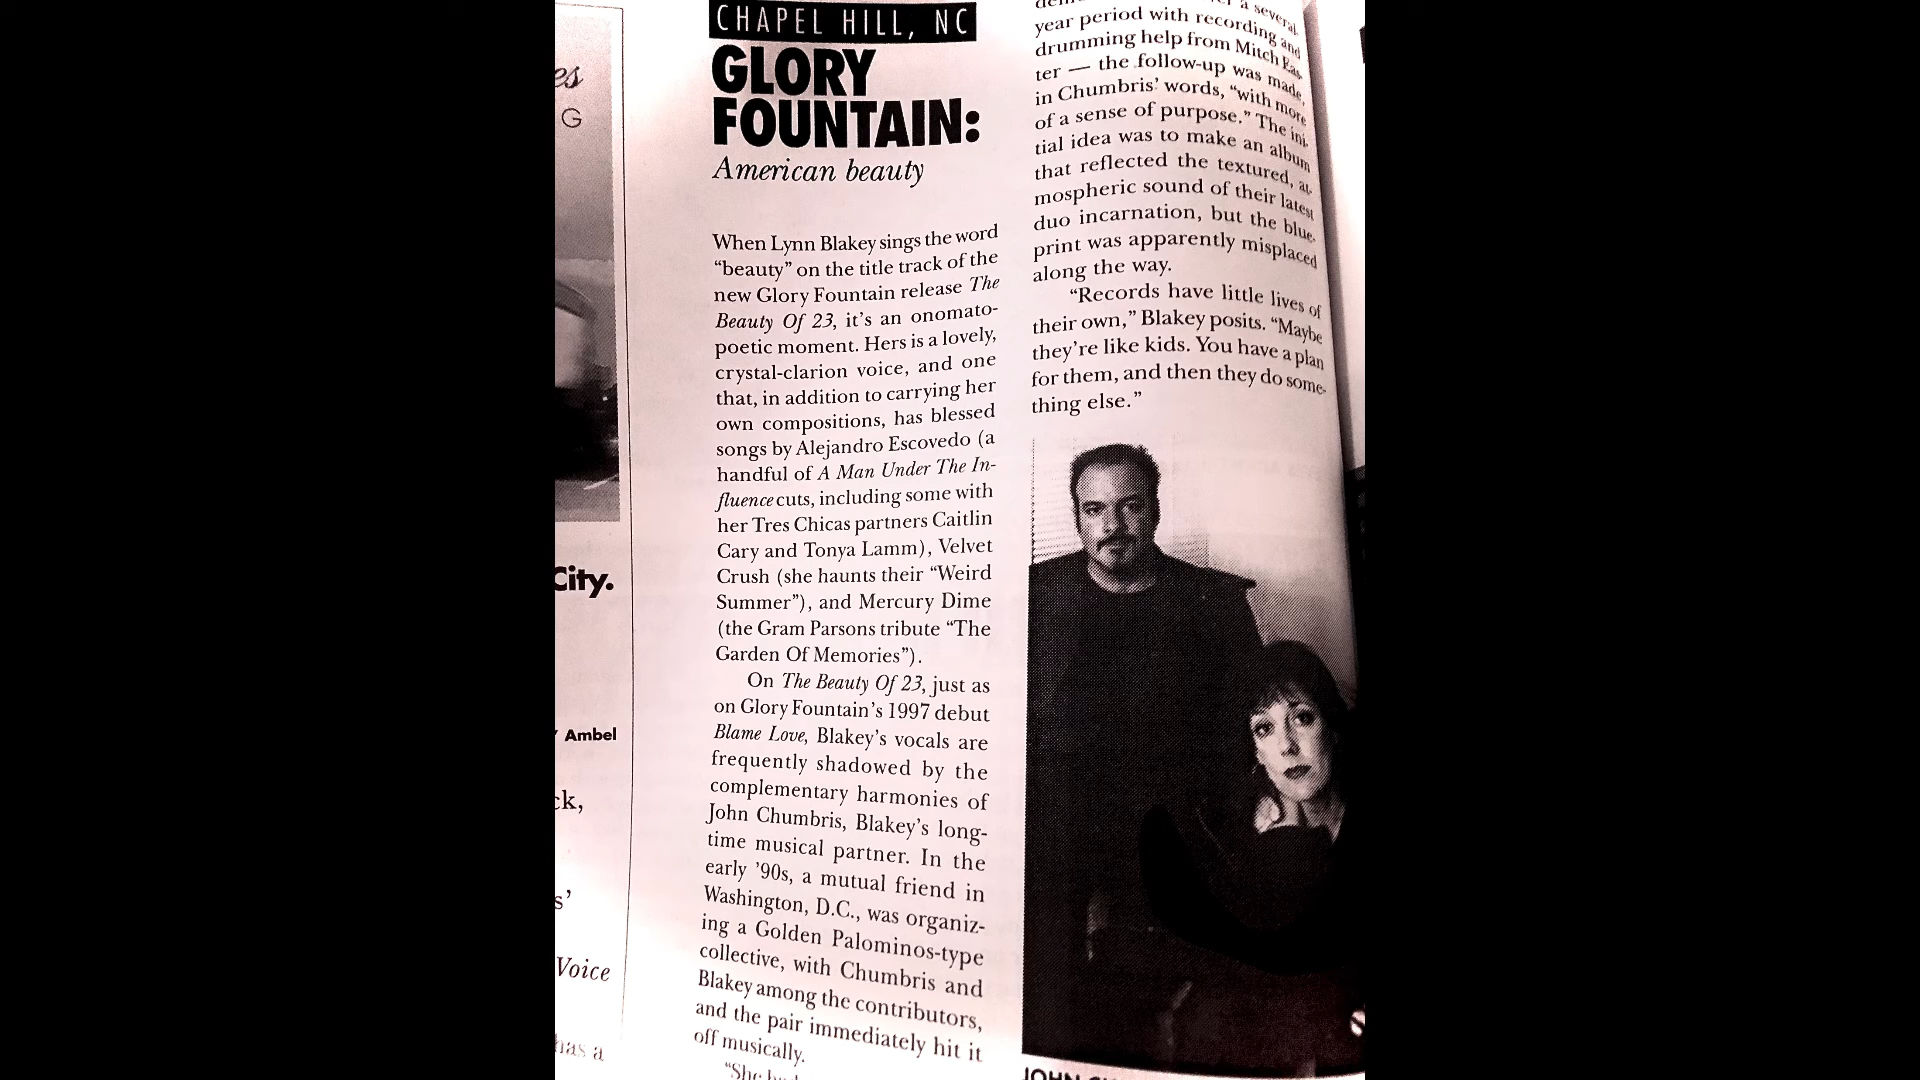 es
G
City.
Ambel
ck,
s’
Voice
has a
CHAPEL HILL, NC
GLORY
FOUNTAIN:
American beauty
When Lynn Blakey sings the word
“beauty” on the title track of the
new Glory Fountain release The
Beauty Of 23, it’s an onomato-
poetic moment. Hers is a lovely,
crystal-clarion voice, and one
that, in addition to carrying her
own compositions, has blessed
songs by Alejandro Escovedo (a
handful of A Man Under The In-
fluence cuts, including some with
her Tres Chicas partners Caitlin
Cary and Tonya Lamm), Velvet
Crush (she haunts their “Weird
Summer”), and Mercury Dime
(the Gram Parsons tribute “The
Garden Of Memories”).
On The Beauty Of 23, just as
on Glory Fountain’s 1997 debut
Blame Love, Blakey’s vocals are
frequently shadowed by the
complementary harmonies of
John Chumbris, Blakey’s long-
time musical partner. In the
early ’90s, a mutual friend in
Washington, D.C., was organiz-
ing a Golden Palominos-type
collective, with Chumbris and
Blakey among the contributors,
and the pair immediately hit it
off musically.
“She
a several
year period with recording and
drumming help from Mitch Eas-
ter — the follow-up was made,
in Chumbris’ words, “with more
of a sense of purpose.” The ini-
tial idea was to make an album
that reflected the textured, at-
mospheric sound of their latest
duo incarnation, but the blue-
print was apparently misplaced
along the way.
“Records have little lives of
their own,” Blakey posits. “Maybe
they’re like kids. You have a plan
for them, and then they do some-
thing else.”
JOHN